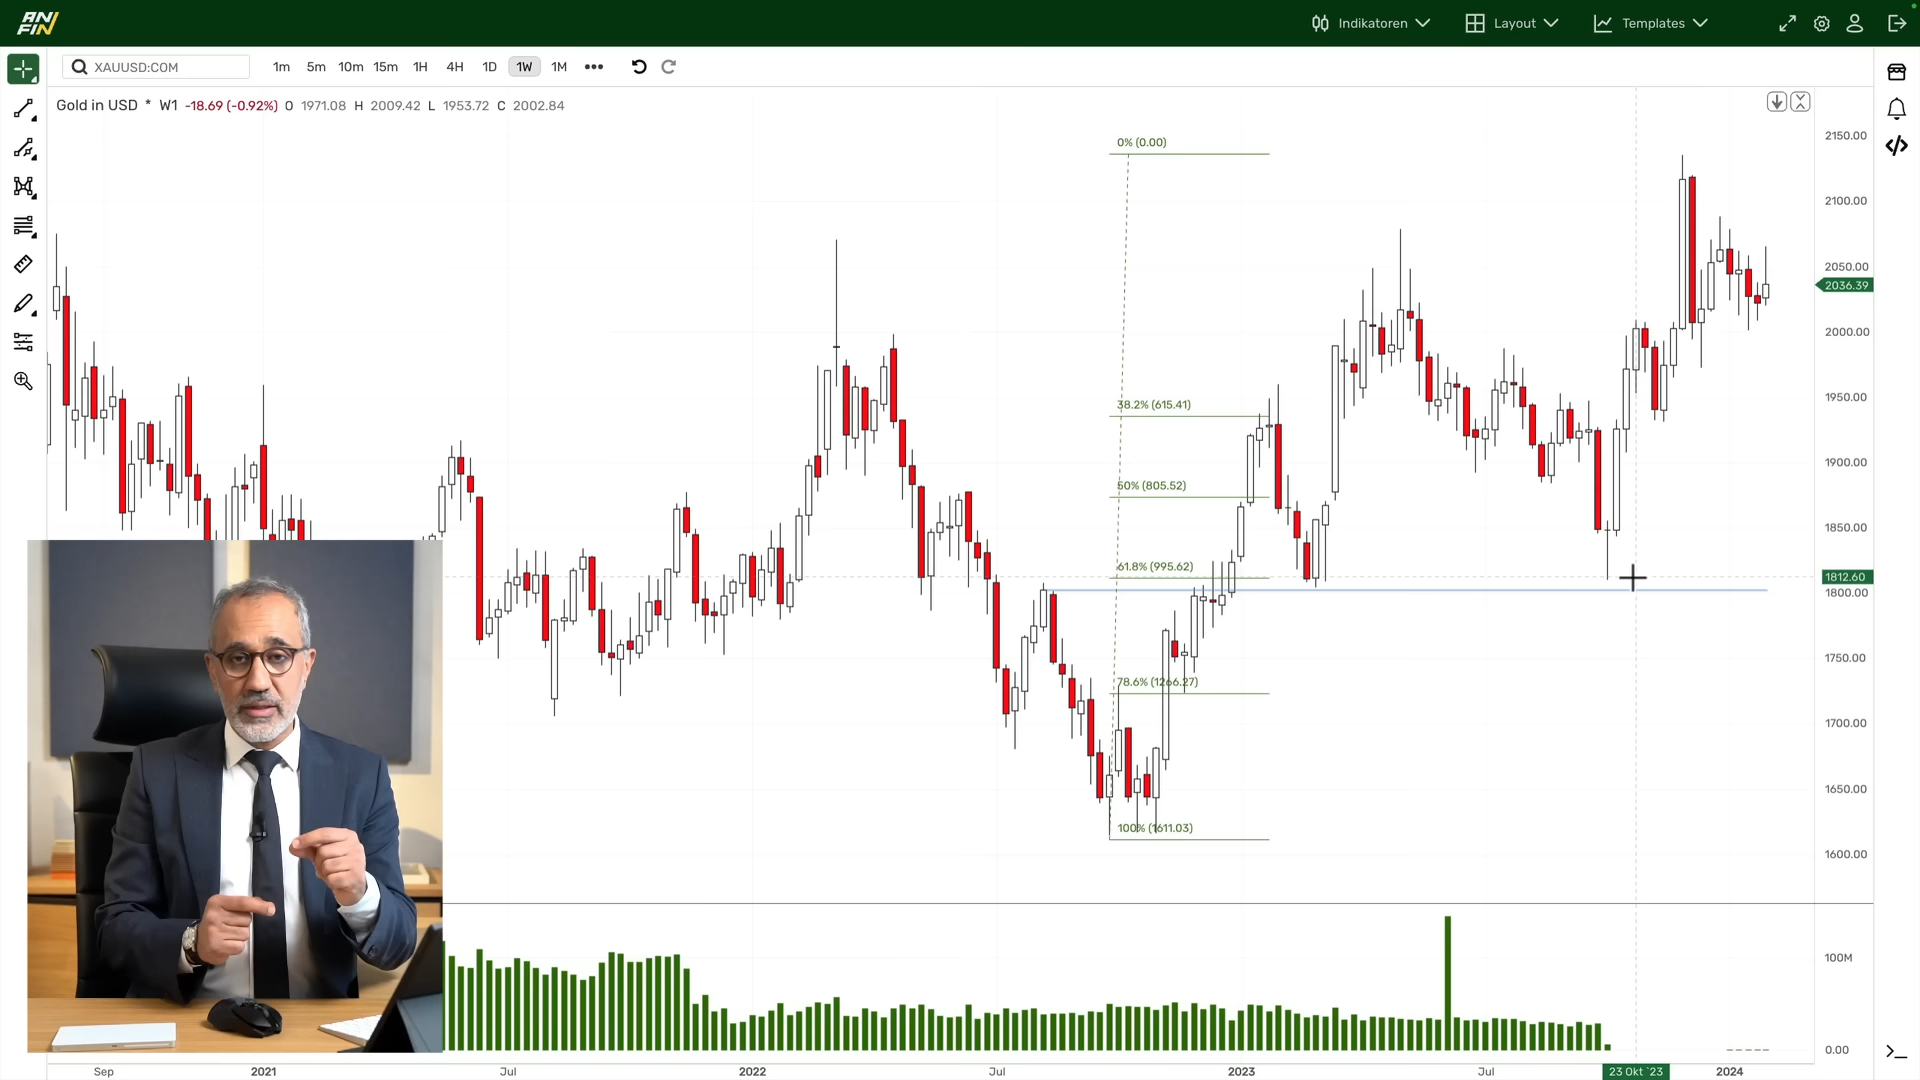 ANFIN
Indikatoren
Layout
Templates
XAUUSD:COM
1m 5m 10m 15m 1H 4H 1D 1W 1M
Gold in USD * W1 -18.69 (-0.92%) O 1971.08 H 2009.42 L 1953.72 C 2002.84
0% (0.00)
38.2% (615.41)
50% (805.52)
61.8% (995.62)
78.6% (1266.27)
100% (1611.03)
2150.00
2100.00
2050.00
2036.39
2000.00
1950.00
1900.00
1850.00
1812.60
1800.00
1750.00
1700.00
1650.00
1600.00
100M
0.00
Sep 2021 Jul 2022 Jul 2023 Jul 23 Okt `23 2024